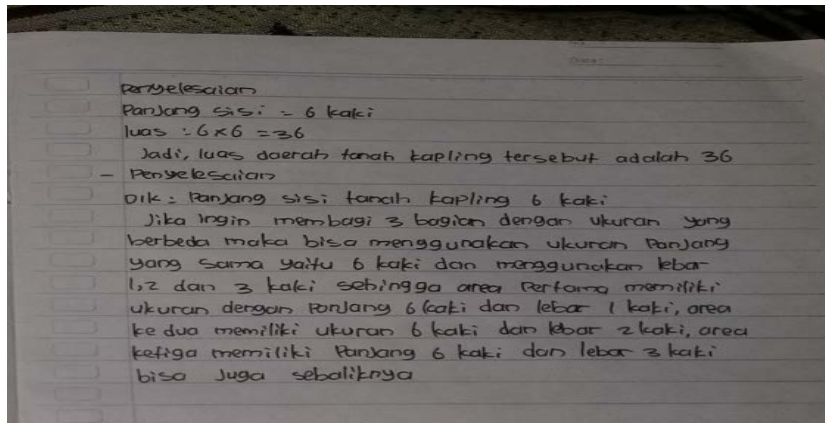 Penyelesaian
Panjang sisi = 6 kaki
luas : 6 x 6 = 36
Jadi, luas daerah tanah kapling tersebut adalah 36
- Penyelesaian
Dik : Panjang sisi tanah kapling 6 kaki
Jika ingin membagi 3 bagian dengan ukuran yang
berbeda maka bisa menggunakan ukuran Panjang
yang sama yaitu 6 kaki dan menggunakan lebar
1,2 dan 3 kaki sehingga area Pertama memiliki
ukuran dengan Panjang 6 kaki dan lebar 1 kaki, area
ke dua memiliki ukuran 6 kaki dan lebar 2 kaki, area
ketiga memiliki Panjang 6 kaki dan lebar 3 kaki
bisa Juga sebaliknya